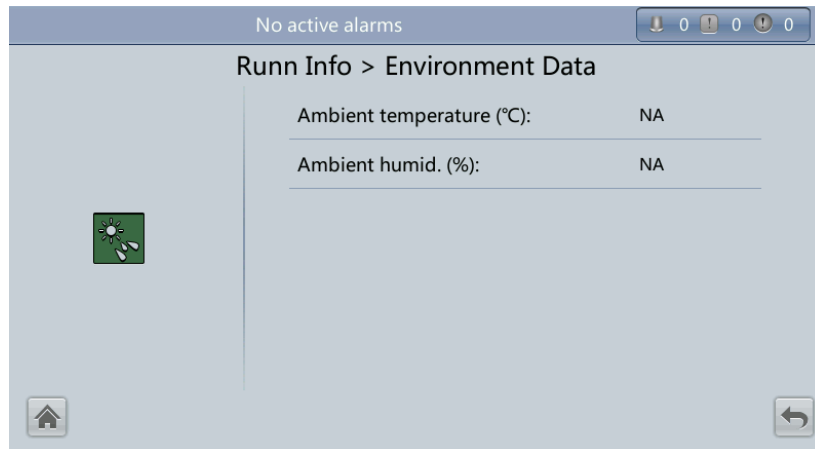 No active alarms 0 0 0
Runn Info > Environment Data
Ambient temperature (℃): NA
Ambient humid. (%): NA